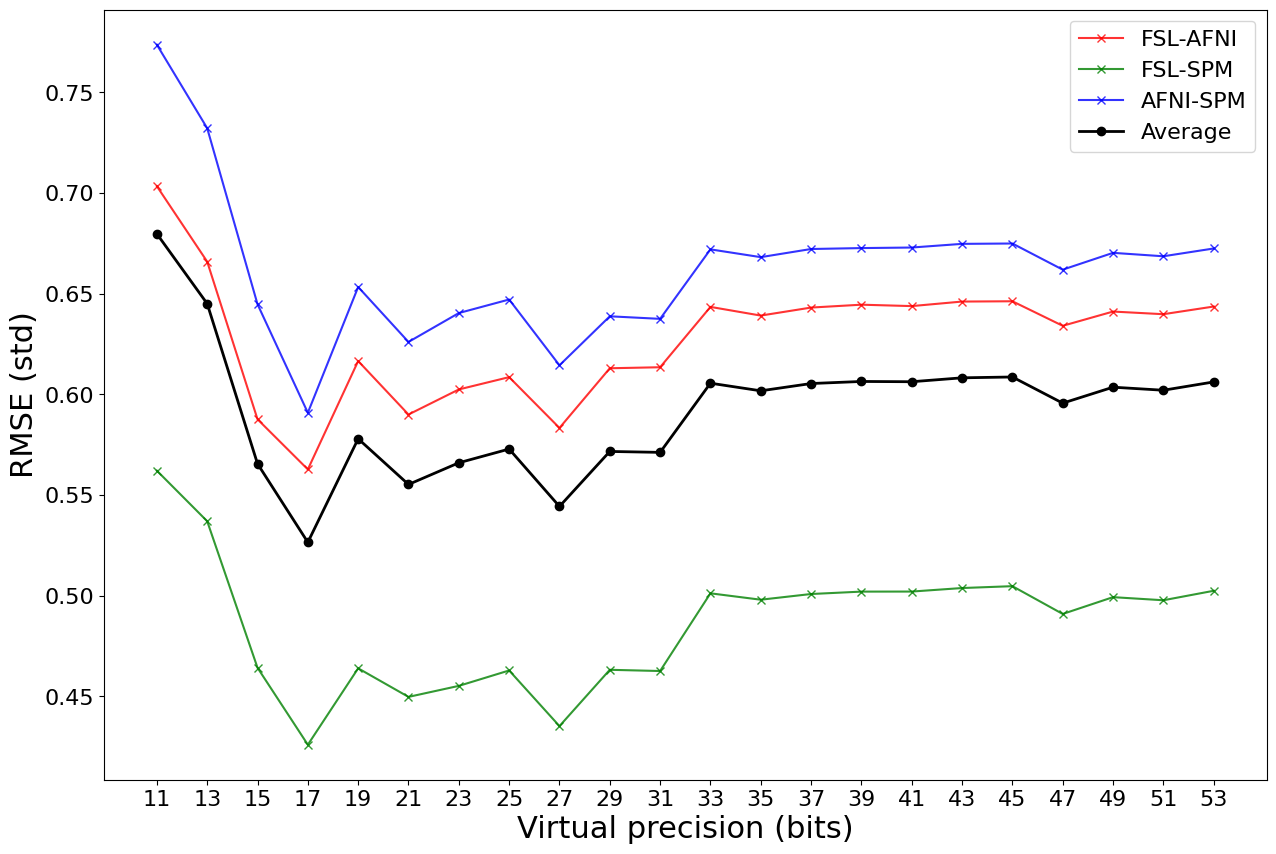 FSL-AFNI
FSL-SPM
AFNI-SPM
Average
RMSE (std)
0.75
0.70
0.65
0.60
0.55
0.50
0.45
11 13 15 17 19 21 23 25 27 29 31 33 35 37 39 41 43 45 47 49 51 53
Virtual precision (bits)